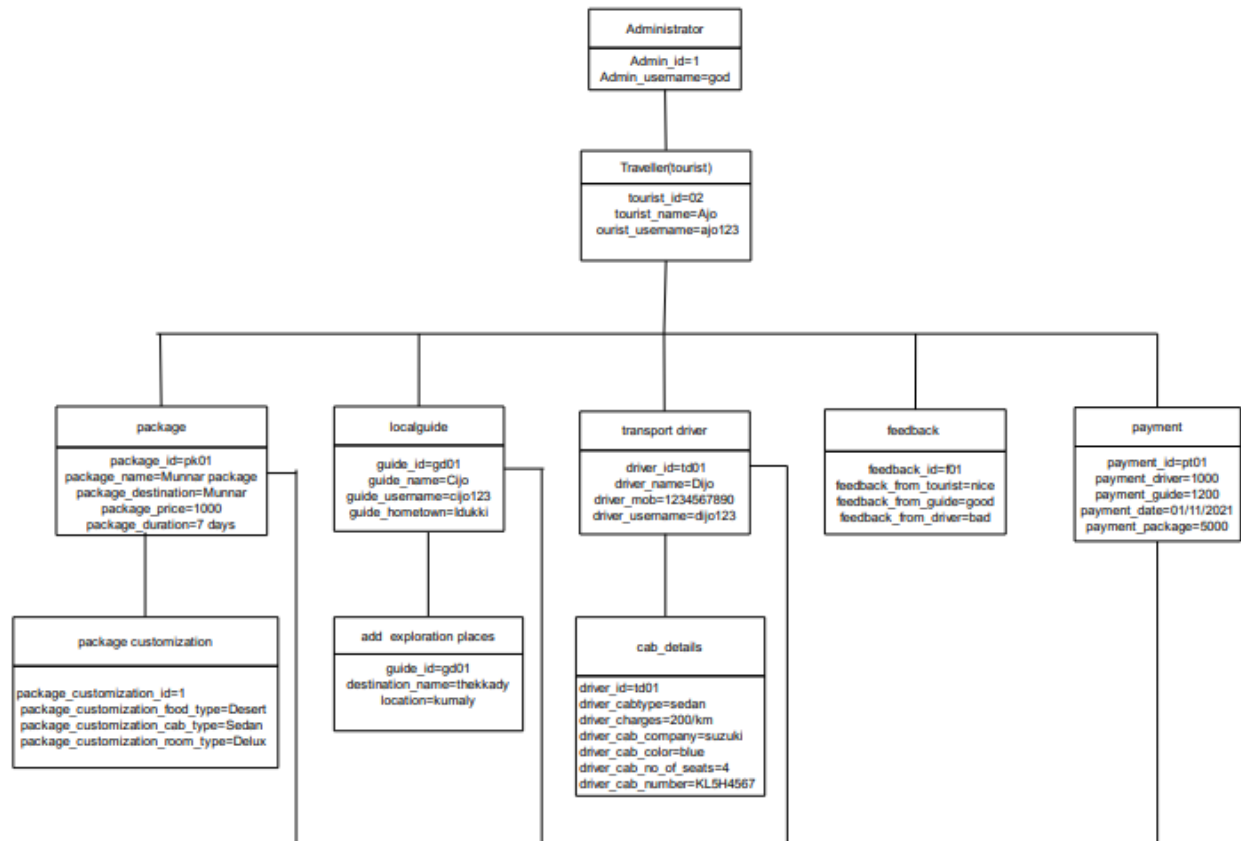 Administrator
Admin_id=1
Admin_username=god
Traveller(tourist)
tourist_id=02
tourist_name=Ajo
ourist_username=ajo123
package
package_id=pk01
package_name=Munnar package
package_destination=Munnar
package_price=1000
package_duration=7 days
localguide
guide_id=gd01
guide_name=Cijo
guide_username=cijo123
guide_hometown=Idukki
transport driver
driver_id=td01
driver_name=Dijo
driver_mob=1234567890
driver_username=dijo123
feedback
feedback_id=f01
feedback_from_tourist=nice
feedback_from_guide=good
feedback_from_driver=bad
payment
payment_id=pt01
payment_driver=1000
payment_guide=1200
payment_date=01/11/2021
payment_package=5000
package customization
package_customization_id=1
package_customization_food_type=Desert
package_customization_cab_type=Sedan
package_customization_room_type=Delux
add exploration places
guide_id=gd01
destination_name=thekkady
location=kumaly
cab_details
driver_id=td01
driver_cabtype=sedan
driver_charges=200/km
driver_cab_company=suzuki
driver_cab_color=blue
driver_cab_no_of_seats=4
driver_cab_number=KL5H4567